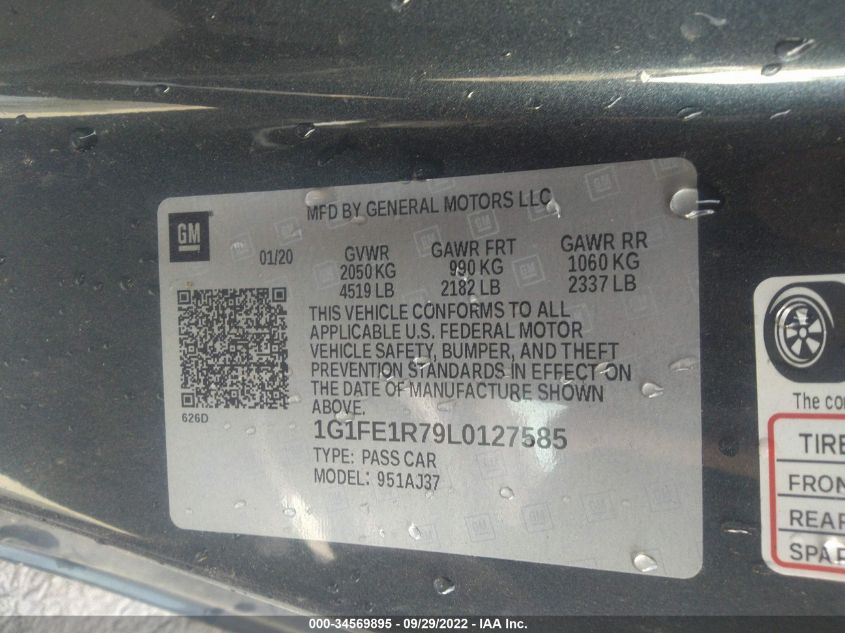 MFD BY GENERAL MOTORS LLC
GM
01/20
GVWR GAWR FRT GAWR RR
2050 KG 990 KG 1060 KG
4519 LB 2182 LB 2337 LB
THIS VEHICLE CONFORMS TO ALL
APPLICABLE U.S. FEDERAL MOTOR
VEHICLE SAFETY, BUMPER, AND THEFT
PREVENTION STANDARDS IN EFFECT ON
THE DATE OF MANUFACTURE SHOWN
ABOVE.
626D
1G1FE1R79L0127585
TYPE: PASS CAR
MODEL: 951AJ37
The co
TIRE
FRON
REAR
SPAR
000-34569895 - 09/29/2022 - IAA Inc.